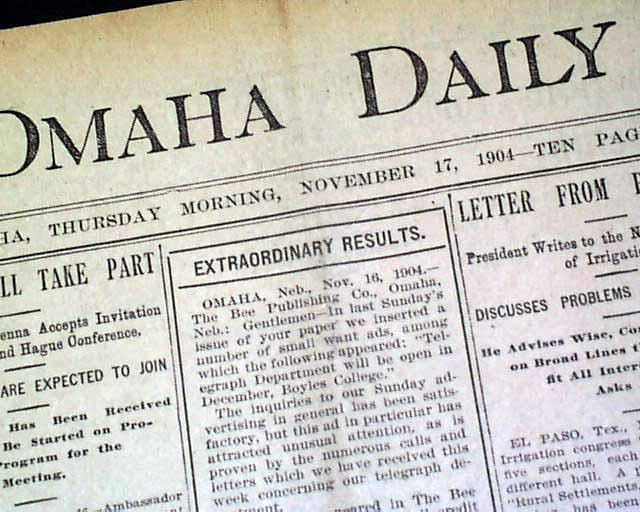 OMAHA DAILY
HA, THURSDAY MORNING, NOVEMBER 17, 1904—TEN PAG
LL TAKE PART
enna Accepts Invitation
nd Hague Conference.
ARE EXPECTED TO JOIN
Has Been Received
Be Started on Pro-
rogram for the
Meeting.
Ambassador
EXTRAORDINARY RESULTS.
OMAHA, Neb., Nov. 16, 1904.—
The Bee Publishing Co., Omaha,
Neb.: Gentlemen—In last Sunday's
issue of your paper we inserted a
number of small want ads, among
which the following appeared: "Tel-
egraph Department will be open in
December, Boyles College."
The inquiries to our Sunday ad-
vertising in general has been satis-
factory, but this ad in particular has
attracted unusual attention, as is
proven by the numerous calls and
letters which we have received this
week concerning our telegraph de-
tment.
eared in The Bee
credit
LETTER FROM P
President Writes to the N
of Irrigati
DISCUSSES PROBLEMS
He Advises Wise, Co
on Broad Lines t
fit All Inter
Asks
EL PASO, Tex.,
Irrigation congress
five sections, each
different hall. A
"Rural Settlements,
has been